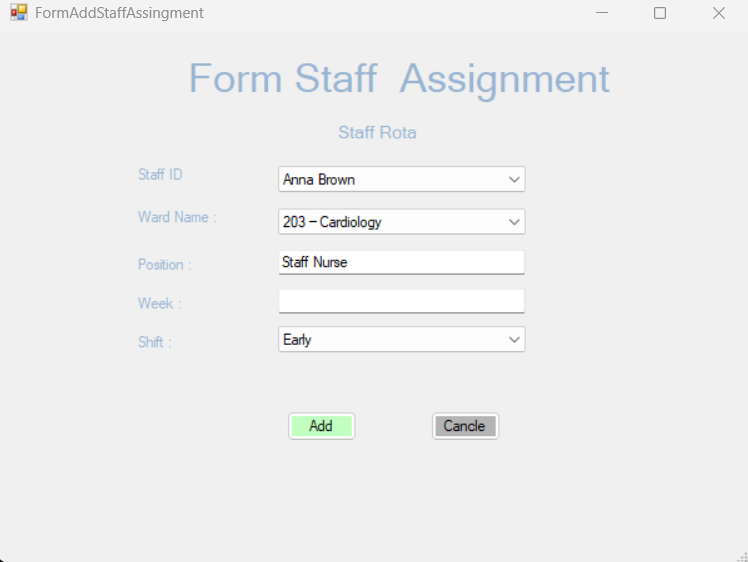 FormAddStaffAssingment
Form Staff Assignment
Staff Rota
Staff ID Anna Brown
Ward Name : 203 – Cardiology
Position : Staff Nurse
Week :
Shift : Early
Add Cancle